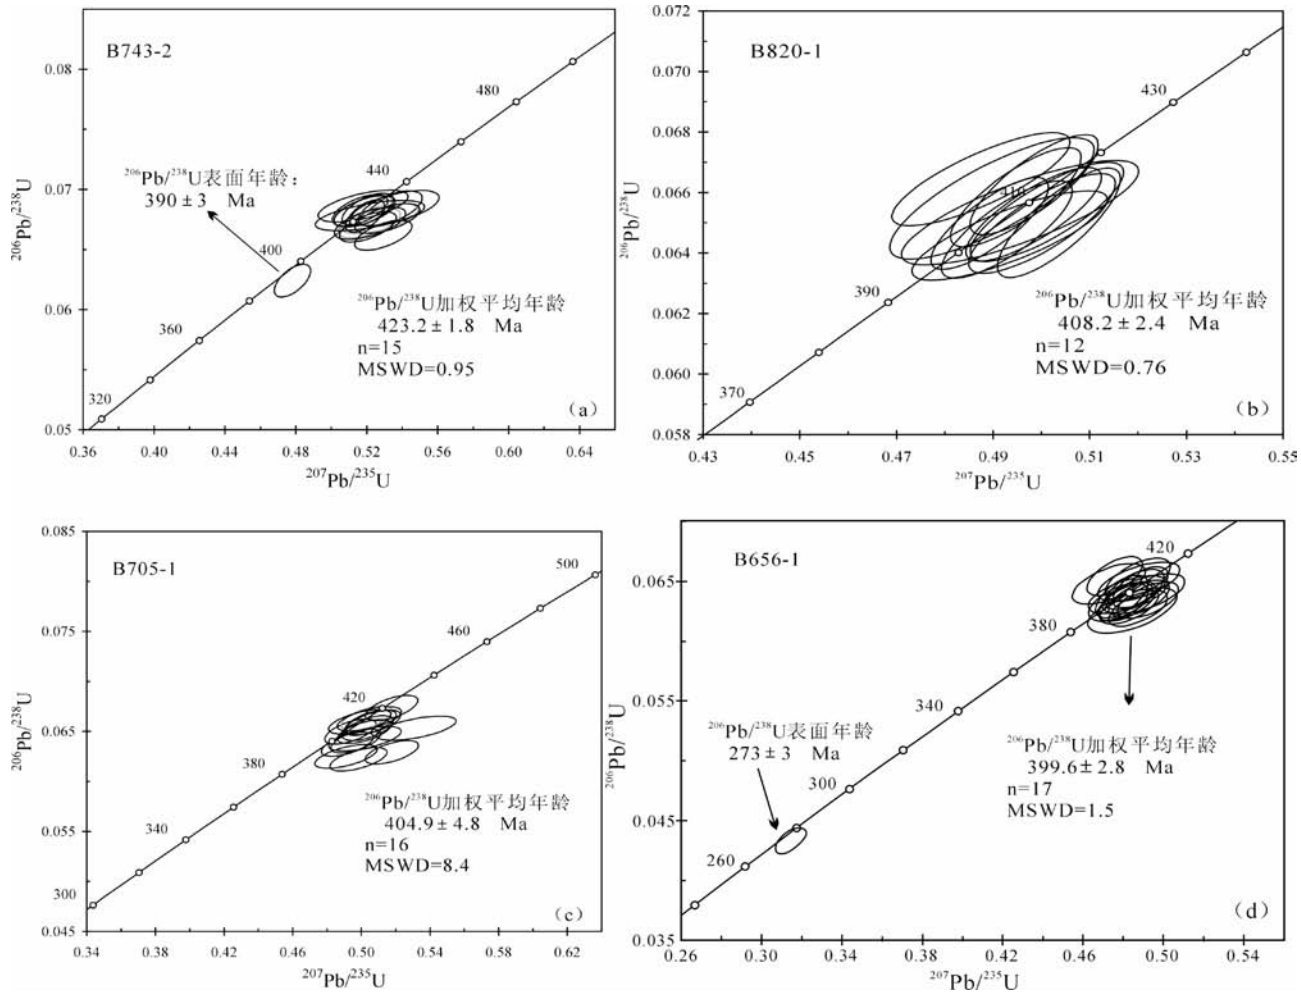 B743-2
0.08
0.07
0.06
0.05
²⁰⁶Pb/²³⁸U
480
440
400
360
320
²⁰⁶Pb/²³⁸U表面年龄:
390±3 Ma
²⁰⁶Pb/²³⁸U加权平均年龄
423.2±1.8 Ma
n=15
MSWD=0.95
(a)
0.36 0.40 0.44 0.48 0.52 0.56 0.60 0.64
²⁰⁷Pb/²³⁵U
B820-1
0.072
0.070
0.068
0.066
0.064
0.062
0.060
0.058
²⁰⁶Pb/²³⁸U
430
410
390
370
²⁰⁶Pb/²³⁸U加权平均年龄
408.2±2.4 Ma
n=12
MSWD=0.76
(b)
0.43 0.45 0.47 0.49 0.51 0.53 0.55
²⁰⁷Pb/²³⁵U
B705-1
0.085
0.075
0.065
0.055
0.045
²⁰⁶Pb/²³⁸U
500
460
420
380
340
300
²⁰⁶Pb/²³⁸U加权平均年龄
404.9±4.8 Ma
n=16
MSWD=8.4
(c)
0.34 0.38 0.42 0.46 0.50 0.54 0.58 0.62
²⁰⁷Pb/²³⁵U
B656-1
0.065
0.055
0.045
0.035
²⁰⁶Pb/²³⁸U
420
380
340
300
260
²⁰⁶Pb/²³⁸U表面年龄
273±3 Ma
²⁰⁶Pb/²³⁸U加权平均年龄
399.6±2.8 Ma
n=17
MSWD=1.5
(d)
0.26 0.30 0.34 0.38 0.42 0.46 0.50 0.54
²⁰⁷Pb/²³⁵U